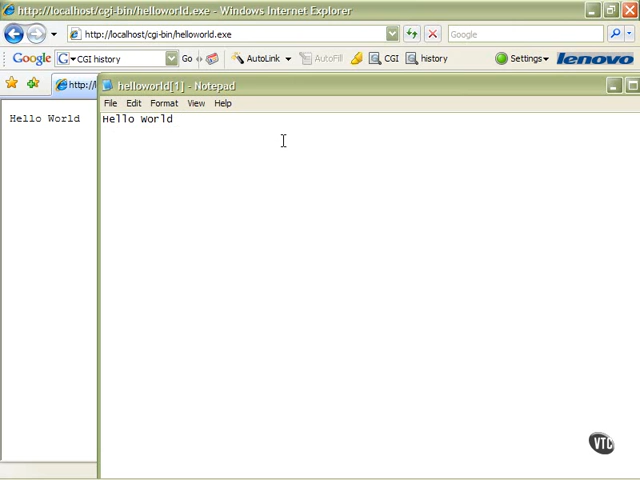 http://localhost/cgi-bin/helloworld.exe - Windows Internet Explorer
http://localhost/cgi-bin/helloworld.exe
Google
Google G CGI history Go AutoLink AutoFill CGI history Settings lenovo
http://l
helloworld[1] - Notepad
File Edit Format View Help
Hello World
Hello World
VTC